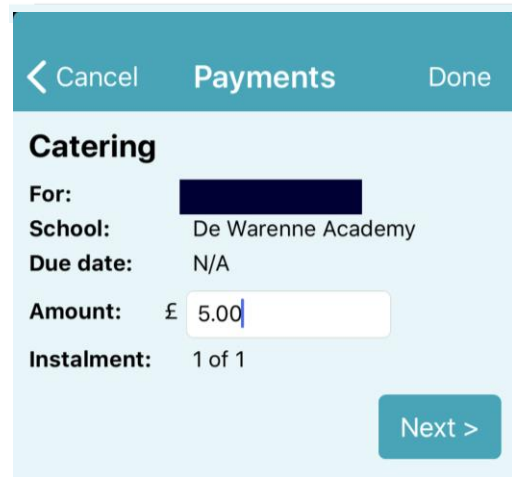 Cancel Payments Done
Catering
For:
School: De Warenne Academy
Due date: N/A
Amount: £ 5.00
Instalment: 1 of 1
Next >